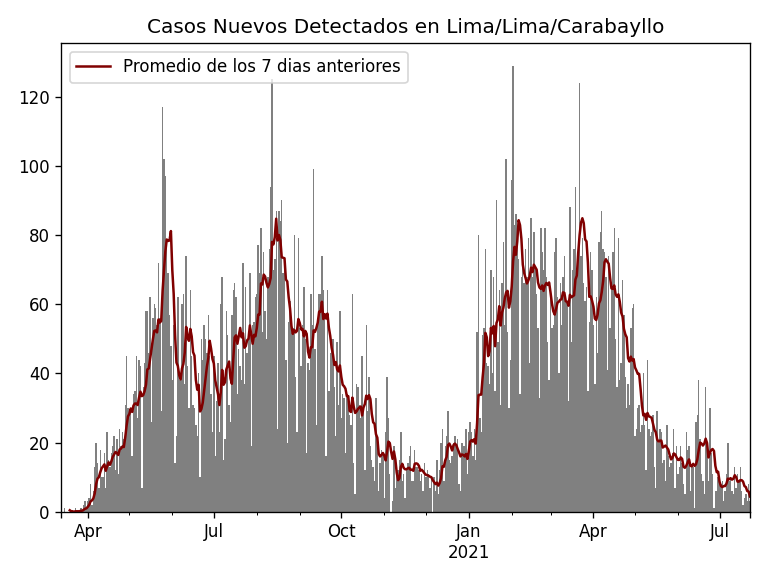 Casos Nuevos Detectados en Lima/Lima/Carabayllo
Promedio de los 7 dias anteriores
120
100
80
60
40
20
0
Apr Jul Oct Jan Apr Jul
2021